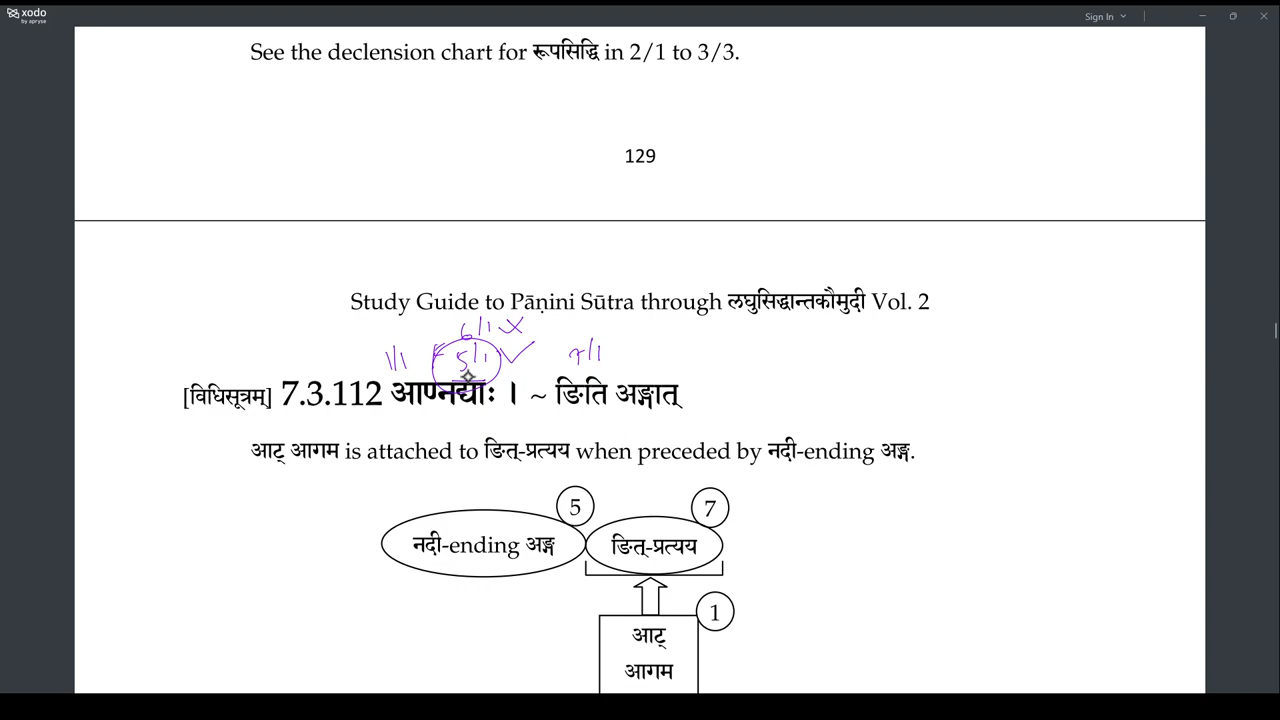 xodo
by apryse
Sign In
See the declension chart for रूपसिद्धि in 2/1 to 3/3.
129
Study Guide to Pāṇini Sūtra through लघुसिद्धान्तकौमुदी Vol. 2
6/1 x
1/1 5/1 ✓ 7/1
[विधिसूत्रम्] 7.3.112 आण्नद्याः । ~ ङिति अङ्गात्
आट् आगम is attached to ङित्-प्रत्यय when preceded by नदी-ending अङ्ग.
5 7
नदी-ending अङ्ग ङित्-प्रत्यय
1
आट्
आगम